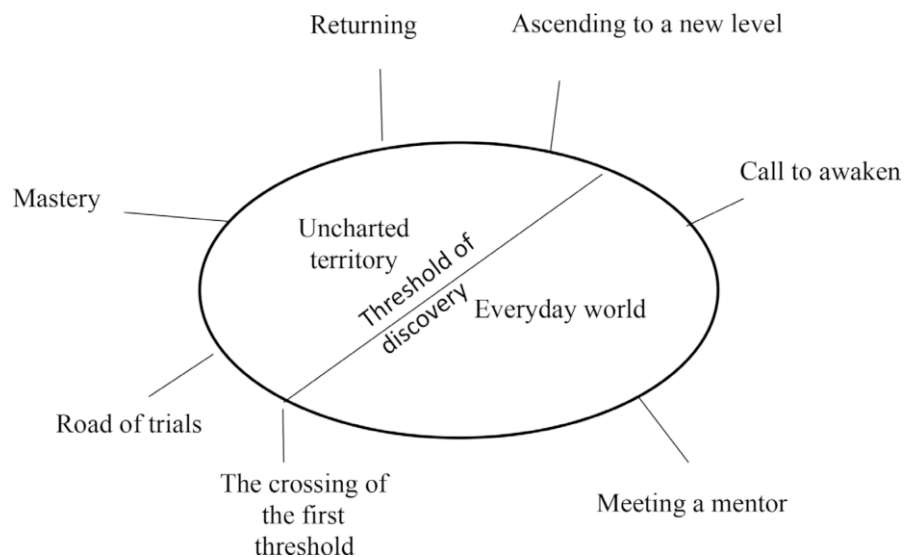 Returning
Ascending to a new level
Call to awaken
Mastery
Uncharted
territory
Threshold of
discovery
Everyday world
Road of trials
The crossing of
the first
threshold
Meeting a mentor